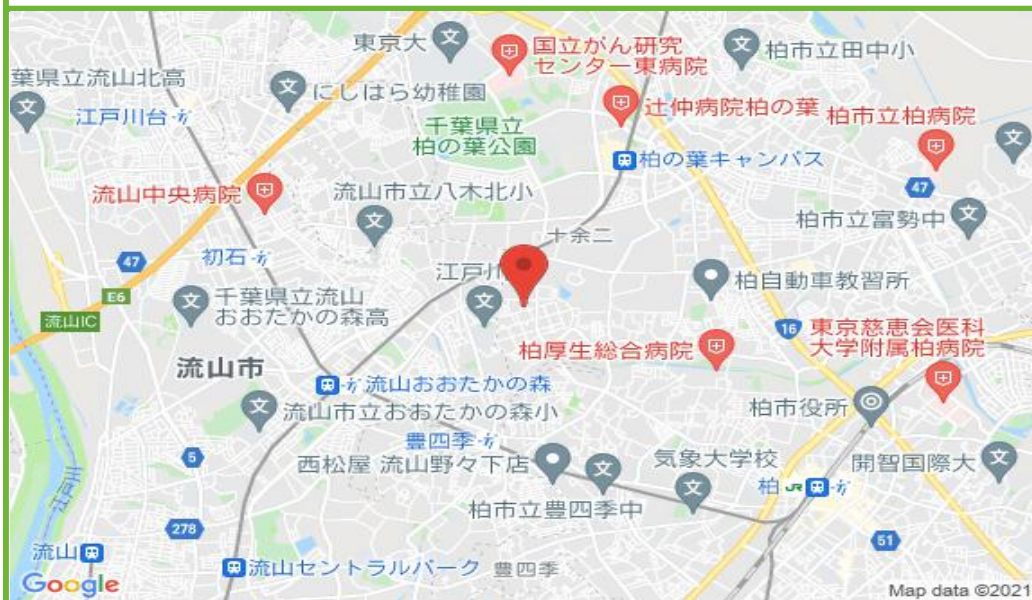 東京大
国立がん研究
センター東病院
柏市立田中小
葉県立流山北高
にしはら幼稚園
辻仲病院柏の葉
柏市立柏病院
江戸川台
千葉県立
柏の葉公園
柏の葉キャンパス
流山中央病院
流山市立八木北小
47
柏市立富勢中
十余二
47
初石
江戸川
柏自動車教習所
E6
千葉県立流山
おおたかの森高
流山IC
16
東京慈恵会医科
大学附属柏病院
柏厚生総合病院
流山市
流山おおたかの森
流山市立おおたかの森小
柏市役所
豊四季
5
西松屋 流山野々下店
気象大学校
開智国際大
柏
JR
柏市立豊四季中
江戸川
278
51
流山
流山セントラルパーク
豊四季
Google
Map data ©2021